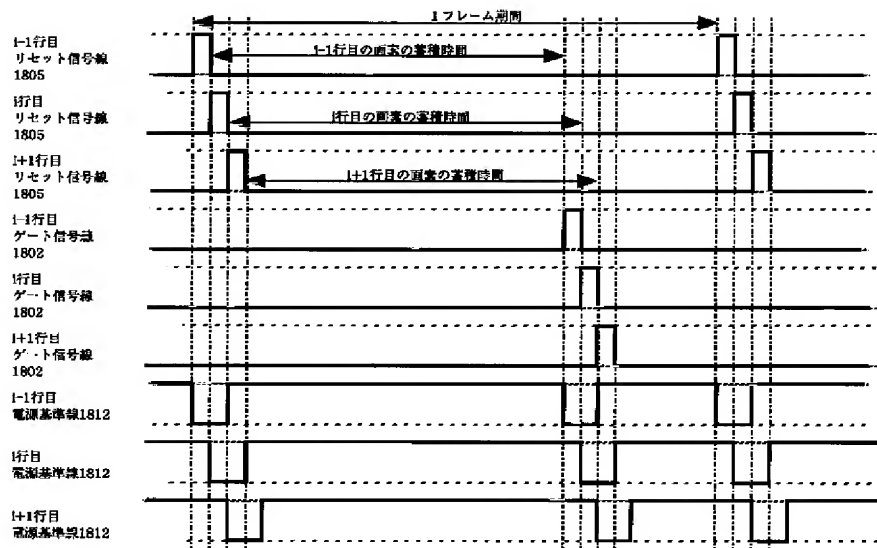 1フレーム期間
i-1行目
リセット信号線
1805
i-1行目の画素の蓄積時間
i行目
リセット信号線
1805
i行目の画素の蓄積時間
i+1行目
リセット信号線
1805
i+1行目の画素の蓄積時間
i-1行目
ゲート信号線
1802
i行目
ゲート信号線
1802
i+1行目
ゲート信号線
1802
i-1行目
電源基準線1812
i行目
電源基準線1812
i+1行目
電源基準線1812